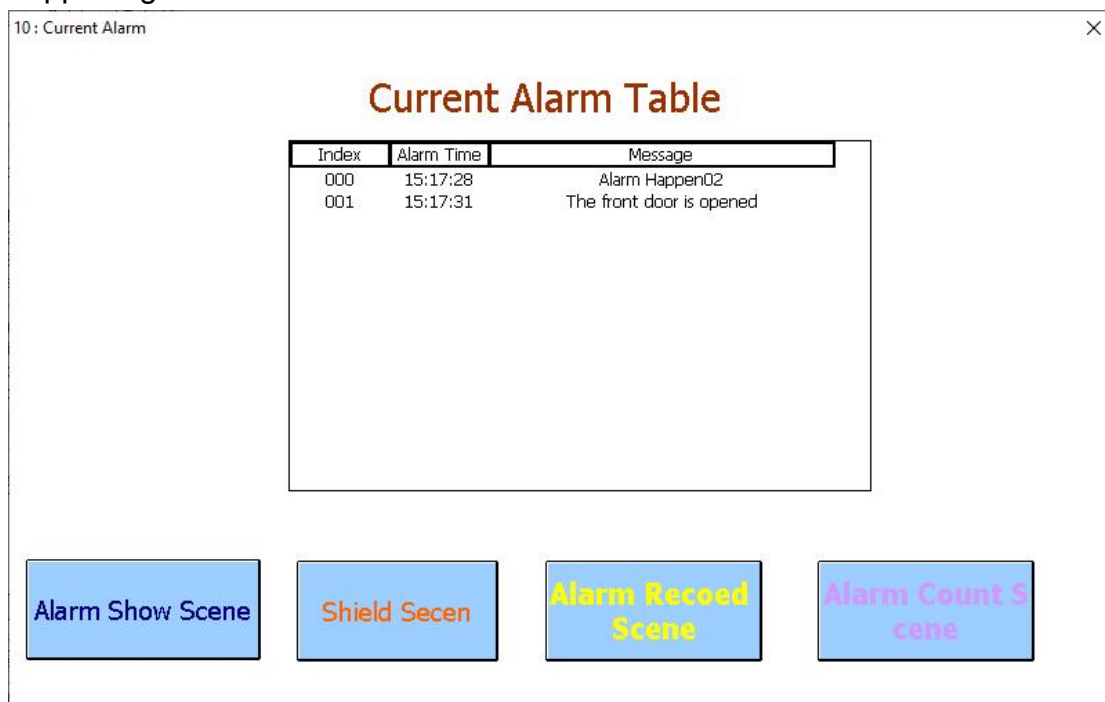 10 : Current Alarm
Current Alarm Table
Index Alarm Time Message
000 15:17:28 Alarm Happen02
001 15:17:31 The front door is opened
Alarm Show Scene
Shield Secen
Alarm Recoed
Scene
Alarm Count S
cene